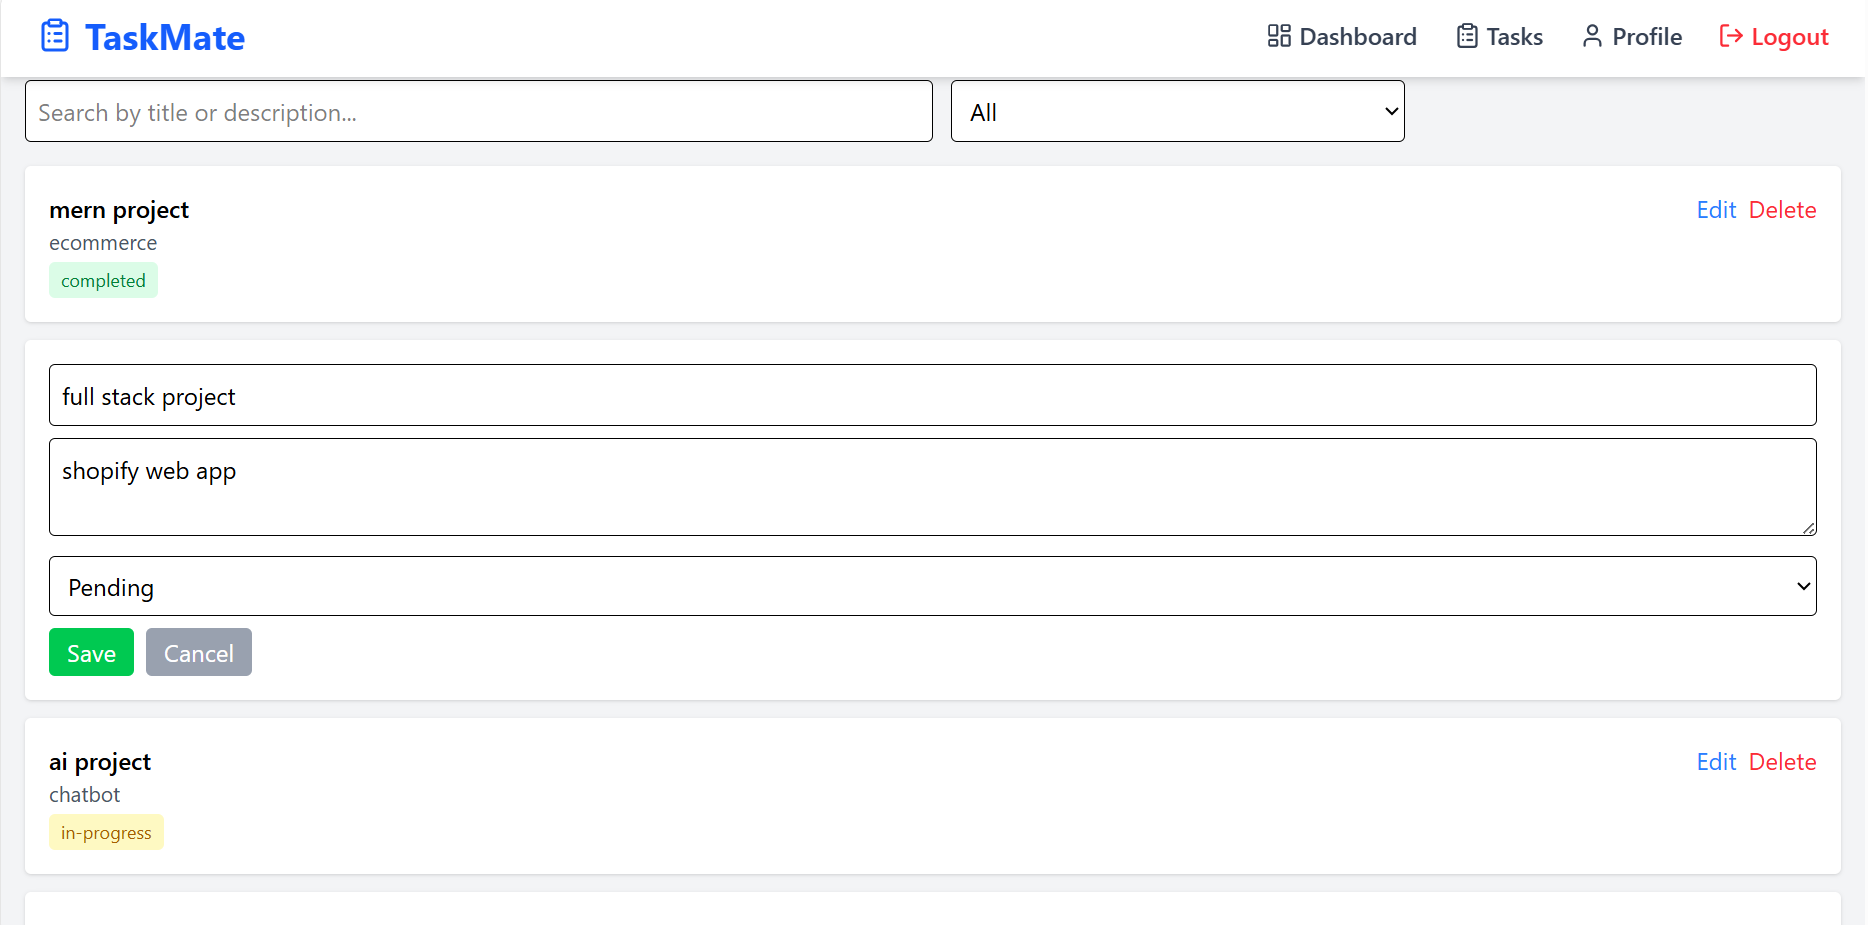 TaskMate
Dashboard Tasks Profile Logout
Search by title or description...
All
mern project
Edit Delete
ecommerce
completed
full stack project
shopify web app
Pending
Save Cancel
ai project
Edit Delete
chatbot
in-progress